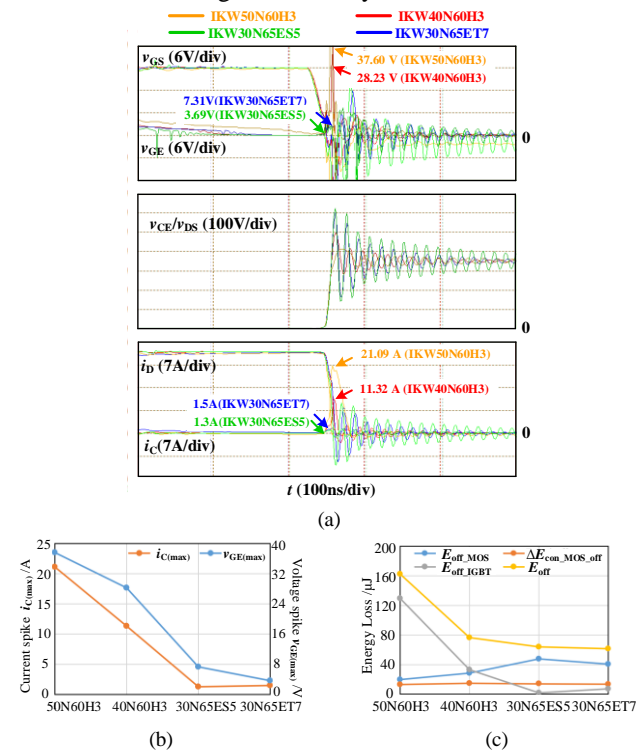 IKW50N60H3 IKW40N60H3
IKW30N65ES5 IKW30N65ET7
vGS (6V/div)
37.60 V (IKW50N60H3)
28.23 V (IKW40N60H3)
7.31V(IKW30N65ET7)
3.69V(IKW30N65ES5)
0
vGE (6V/div)
vCE/vDS (100V/div)
0
21.09 A (IKW50N60H3)
iD (7A/div)
11.32 A (IKW40N60H3)
1.5A(IKW30N65ET7)
1.3A(IKW30N65ES5)
0
iC(7A/div)
t (100ns/div)
(a)
Current spike iC(max)/A
25
20
15
10
5
0
iC(max) vGE(max)
40
32
24
16
8
0
Voltage spike vGE(max)/V
50N60H3 40N60H3 30N65ES5 30N65ET7
(b)
Energy Loss /μJ
200
160
120
80
40
0
Eoff_MOS ΔEcon_MOS_off
Eoff_IGBT Eoff
50N60H3 40N60H3 30N65ES5 30N65ET7
(c)